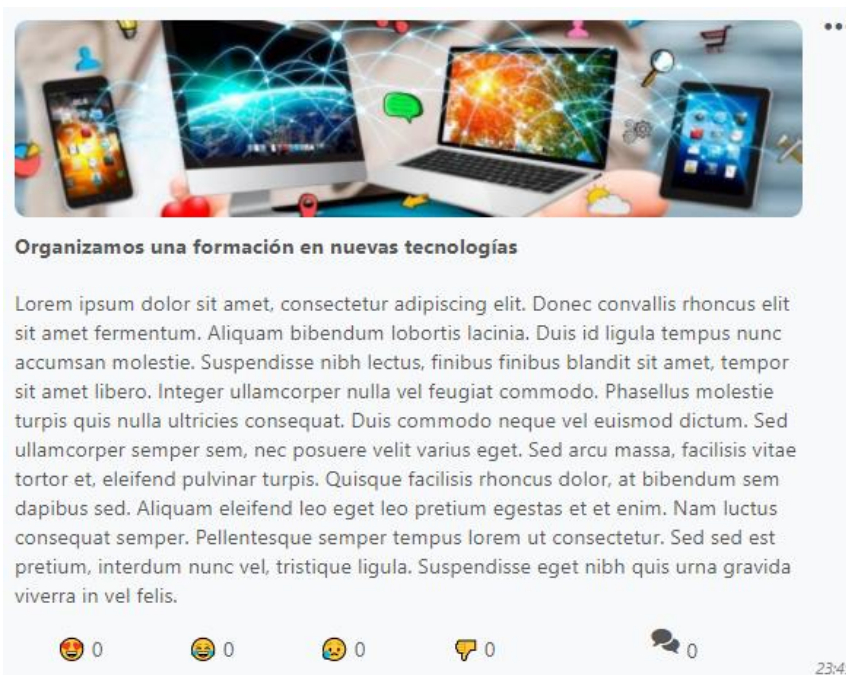 Organizamos una formación en nuevas tecnologías
Lorem ipsum dolor sit amet, consectetur adipiscing elit. Donec convallis rhoncus elit
sit amet fermentum. Aliquam bibendum lobortis lacinia. Duis id ligula tempus nunc
accumsan molestie. Suspendisse nibh lectus, finibus finibus blandit sit amet, tempor
sit amet libero. Integer ullamcorper nulla vel feugiat commodo. Phasellus molestie
turpis quis nulla ultricies consequat. Duis commodo neque vel euismod dictum. Sed
ullamcorper semper sem, nec posuere velit varius eget. Sed arcu massa, facilisis vitae
tortor et, eleifend pulvinar turpis. Quisque facilisis rhoncus dolor, at bibendum sem
dapibus sed. Aliquam eleifend leo eget leo pretium egestas et et enim. Nam luctus
consequat semper. Pellentesque semper tempus lorem ut consectetur. Sed sed est
pretium, interdum nunc vel, tristique ligula. Suspendisse eget nibh quis urna gravida
viverra in vel felis.
0 0 0 0 0